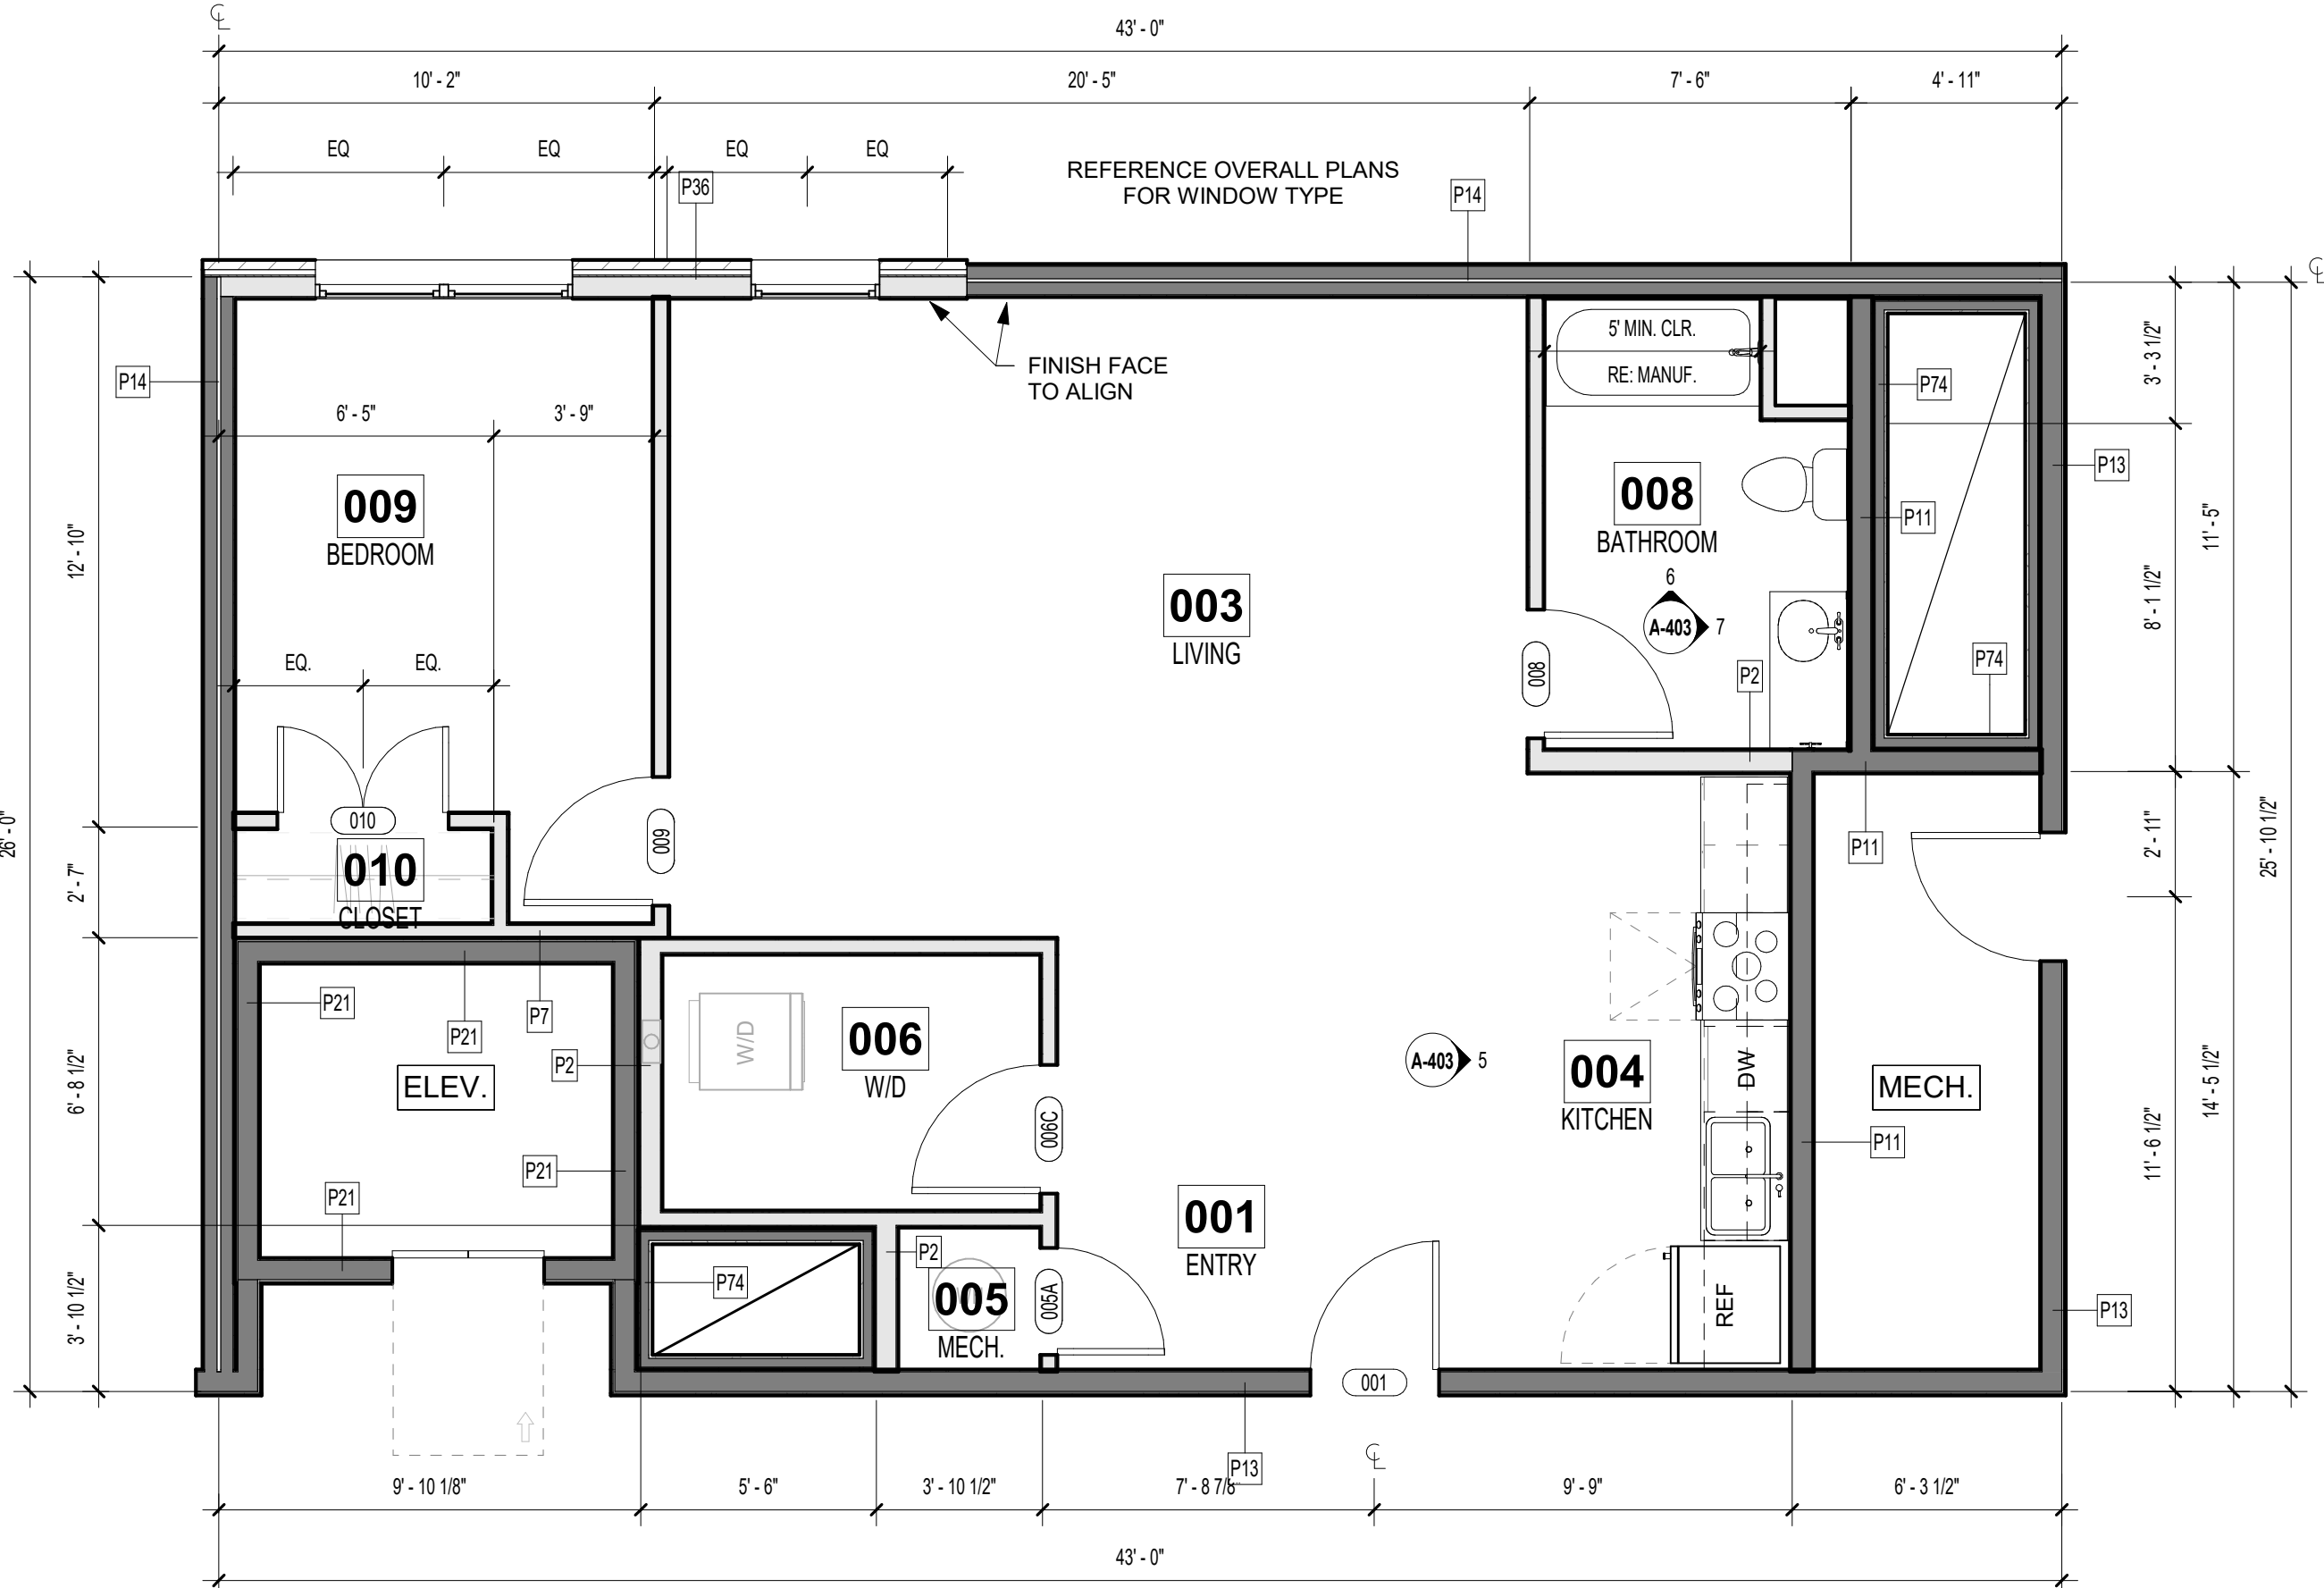 43' - 0"
10' - 2"
20' - 5"
7' - 6"
4' - 11"
EQ
EQ
EQ
EQ
P36
REFERENCE OVERALL PLANS
FOR WINDOW TYPE
P14
FINISH FACE
TO ALIGN
5' MIN. CLR.
RE: MANUF.
P14
P74
3' - 3 1/2"
6' - 5"
3' - 9"
P13
009
BEDROOM
008
BATHROOM
P11
12' - 10"
11' - 5"
003
LIVING
6
A-403
7
8' - 1 1/2"
EQ.
EQ.
008
P2
P74
010
009
26' - 0"
010
CLOSET
2' - 7"
P11
2' - 11"
25' - 10 1/2"
P21
P21
P7
P2
W/D
006
W/D
A-403
5
004
KITCHEN
DW
ELEV.
MECH.
6' - 8 1/2"
14' - 5 1/2"
006C
P11
11' - 6 1/2"
P21
P21
001
ENTRY
P2
P74
005
MECH.
005A
REF
3' - 10 1/2"
P13
001
P13
9' - 10 1/8"
5' - 6"
3' - 10 1/2"
7' - 8 7/8"
9' - 9"
6' - 3 1/2"
43' - 0"